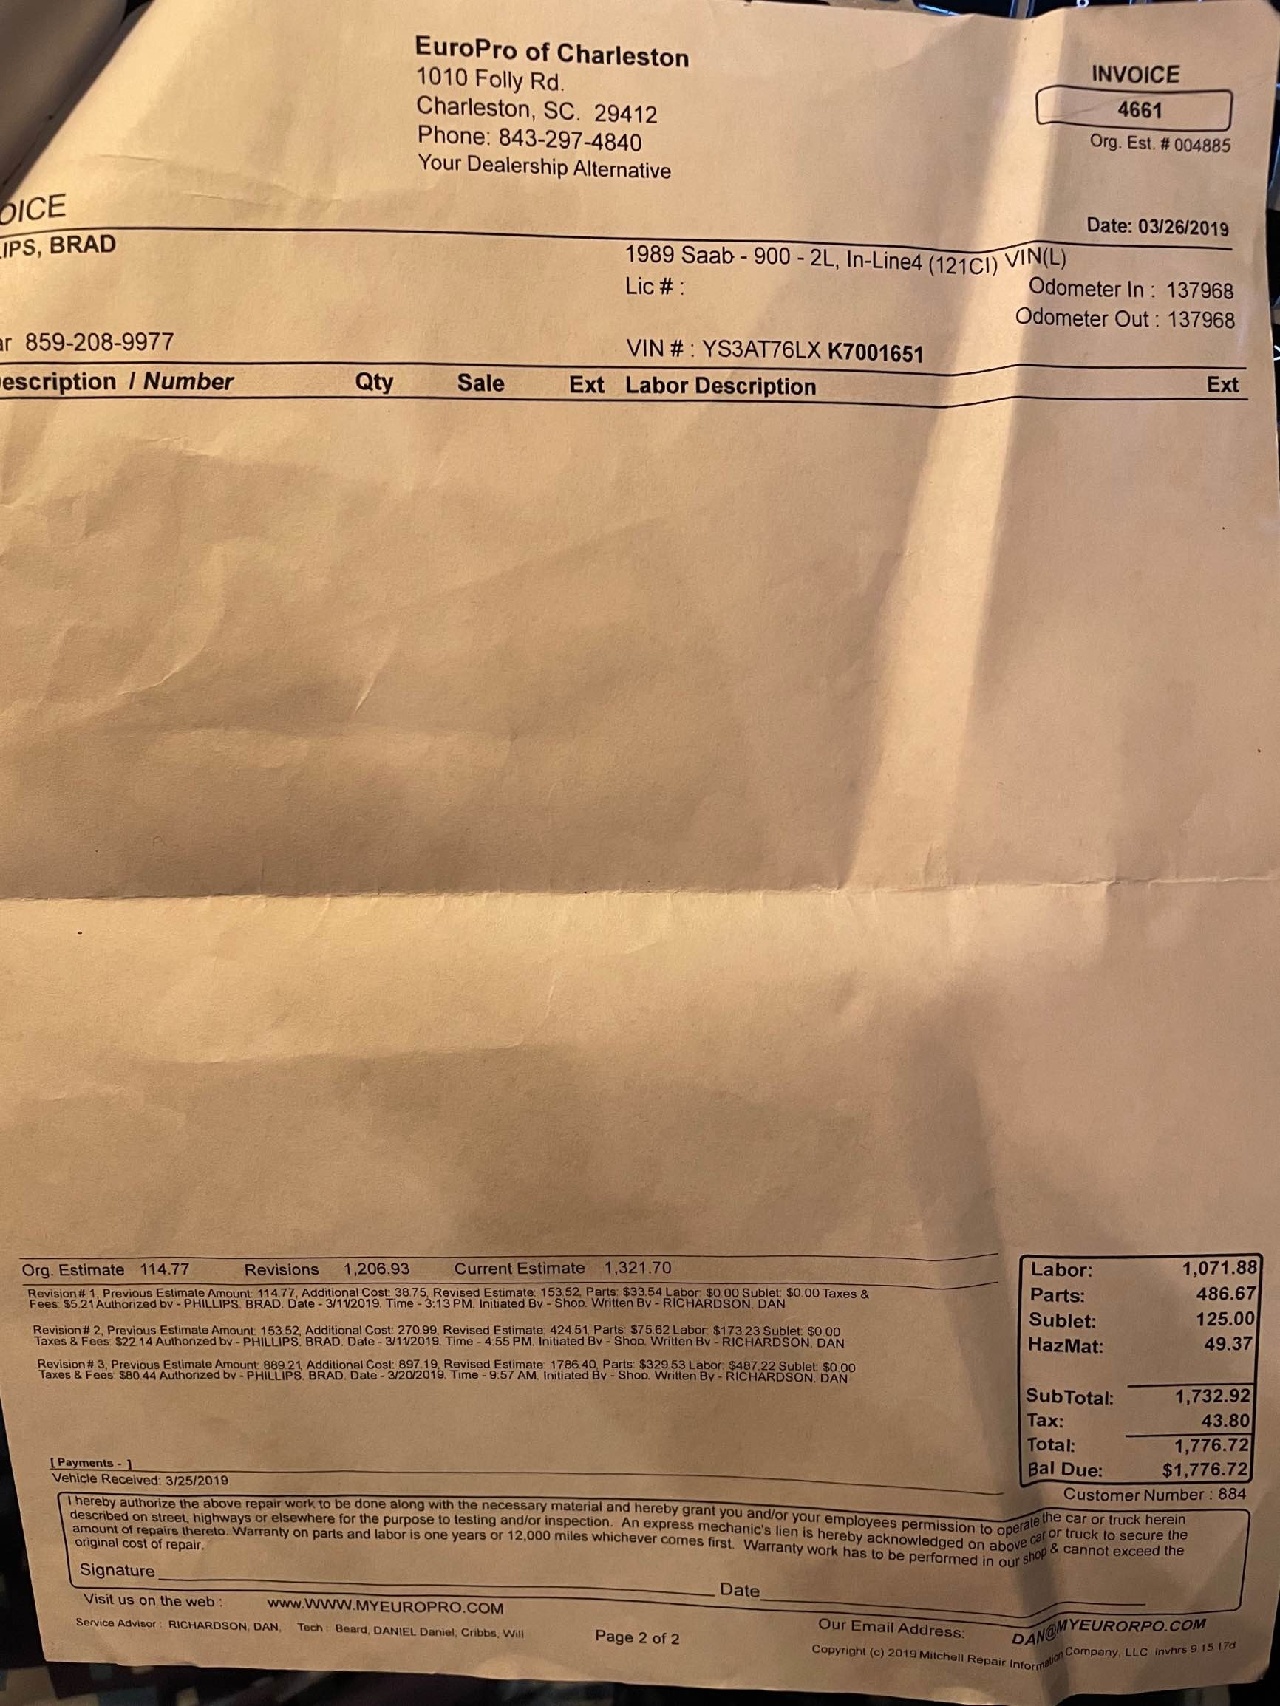 EuroPro of Charleston
1010 Folly Rd.
Charleston, SC. 29412
Phone: 843-297-4840
Your Dealership Alternative
INVOICE
4661
Org. Est. # 004885
OICE
Date: 03/26/2019
IPS, BRAD
1989 Saab - 900 - 2L, In-Line4 (121CI) VIN(L)
Lic # :
Odometer In : 137968
Odometer Out : 137968
ar 859-208-9977
VIN # : YS3AT76LX K7001651
escription / Number Qty Sale Ext Labor Description Ext
Org. Estimate 114.77 Revisions 1,206.93 Current Estimate 1,321.70
Revision # 1, Previous Estimate Amount: 114.77, Additional Cost: 38.75, Revised Estimate: 153.52, Parts: $33.54 Labor: $0.00 Sublet: $0.00 Taxes &
Fees: $5.21 Authorized by - PHILLIPS, BRAD. Date - 3/11/2019, Time - 3:13 PM, Initiated By - Shop, Written By - RICHARDSON, DAN
Revision # 2, Previous Estimate Amount: 153.52, Additional Cost: 270.99, Revised Estimate: 424.51, Parts: $75.62 Labor: $173.23 Sublet: $0.00
Taxes & Fees: $22.14 Authorized by - PHILLIPS, BRAD. Date - 3/11/2019, Time - 4:55 PM, Initiated By - Shop, Written By - RICHARDSON, DAN
Revision # 3, Previous Estimate Amount: 889.21, Additional Cost: 897.19, Revised Estimate: 1786.40, Parts: $329.53 Labor: $487.22 Sublet: $0.00
Taxes & Fees: $80.44 Authorized by - PHILLIPS, BRAD. Date - 3/20/2019, Time - 9:57 AM, Initiated By - Shop, Written By - RICHARDSON, DAN
Labor: 1,071.88
Parts: 486.67
Sublet: 125.00
HazMat: 49.37
SubTotal: 1,732.92
Tax: 43.80
Total: 1,776.72
Bal Due: $1,776.72
[ Payments - ]
Vehicle Received: 3/25/2019
Customer Number : 884
I hereby authorize the above repair work to be done along with the necessary material and hereby grant you and/or your employees permission to operate the car or truck herein
described on street, highways or elsewhere for the purpose to testing and/or inspection. An express mechanic's lien is hereby acknowledged on above car or truck to secure the
amount of repairs thereto. Warranty on parts and labor is one years or 12,000 miles whichever comes first. Warranty work has to be performed in our shop & cannot exceed the
original cost of repair.
Signature Date
Visit us on the web : www.WWW.MYEUROPRO.COM
Our Email Address: DAN@MYEURORPO.COM
Service Advisor : RICHARDSON, DAN, Tech : Beard, DANIEL Daniel, Cribbs, Will
Page 2 of 2
Copyright (c) 2019 Mitchell Repair Information Company, LLC invhrs 9.15.17d